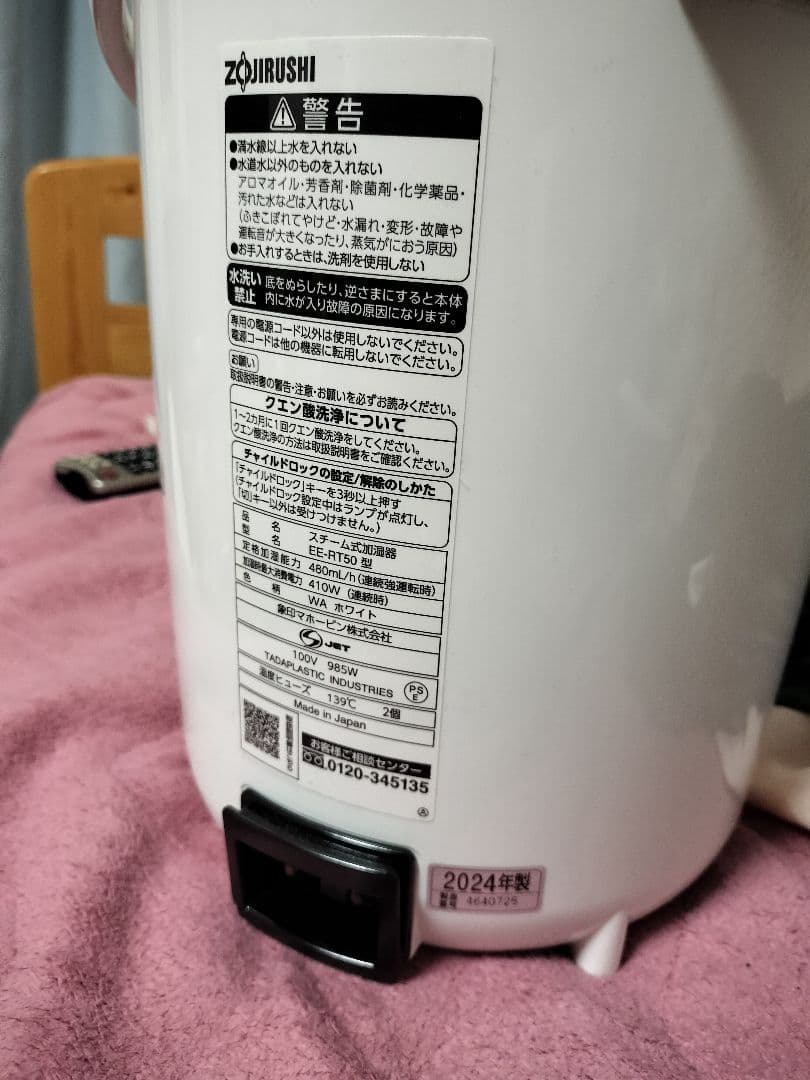 ZOJIRUSHI
警告
●満水線以上水を入れない
●水道水以外のものを入れない
アロマオイル・芳香剤・除菌剤・化学薬品・
汚れた水などは入れない
(ふきこぼれてやけど・水漏れ・変形・故障や
運転音が大きくなったり、蒸気がにおう原因)
●お手入れするときは、洗剤を使用しない
水洗い
禁止
底をぬらしたり、逆さまにすると本体
内に水が入り故障の原因になります。
専用の電源コード以外は使用しないでください。
電源コードは他の機器に転用しないでください。
お願い
取扱説明書の警告・注意・お願いを必ずお読みください。
クエン酸洗浄について
1〜2カ月に1回クエン酸洗浄をしてください。
クエン酸洗浄の方法は取扱説明書をご確認ください。
チャイルドロックの設定/解除のしかた
「チャイルドロック」キーを3秒以上押す
(チャイルドロック設定中はランプが点灯し、
「切」キー以外は受けつけません。)
品名 スチーム式加湿器
型名 EE-RT50 型
定格加湿能力 480mL/h(連続強運転時)
加湿時最大消費電力 410W (連続時)
色柄 WA ホワイト
象印マホービン株式会社
S JET
100V 985W
TADAPLASTIC INDUSTRIES
PS
E
温度ヒューズ 139℃ 2個
Made in Japan
お客様ご相談センター
0120-345135
Ⓐ
2024年製
製造
番号 4640725